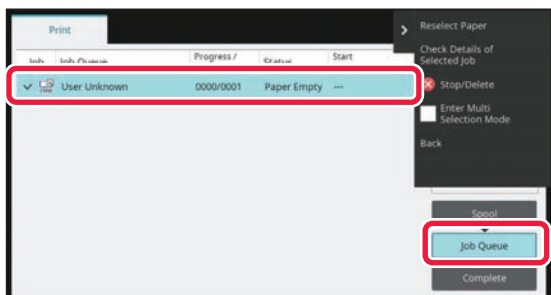 Print
Job Job Queue Progress / Status Start
User Unknown 0000/0001 Paper Empty ---
Reselect Paper
Check Details of
Selected Job
Stop/Delete
Enter Multi
Selection Mode
Back
Spool
Job Queue
Complete